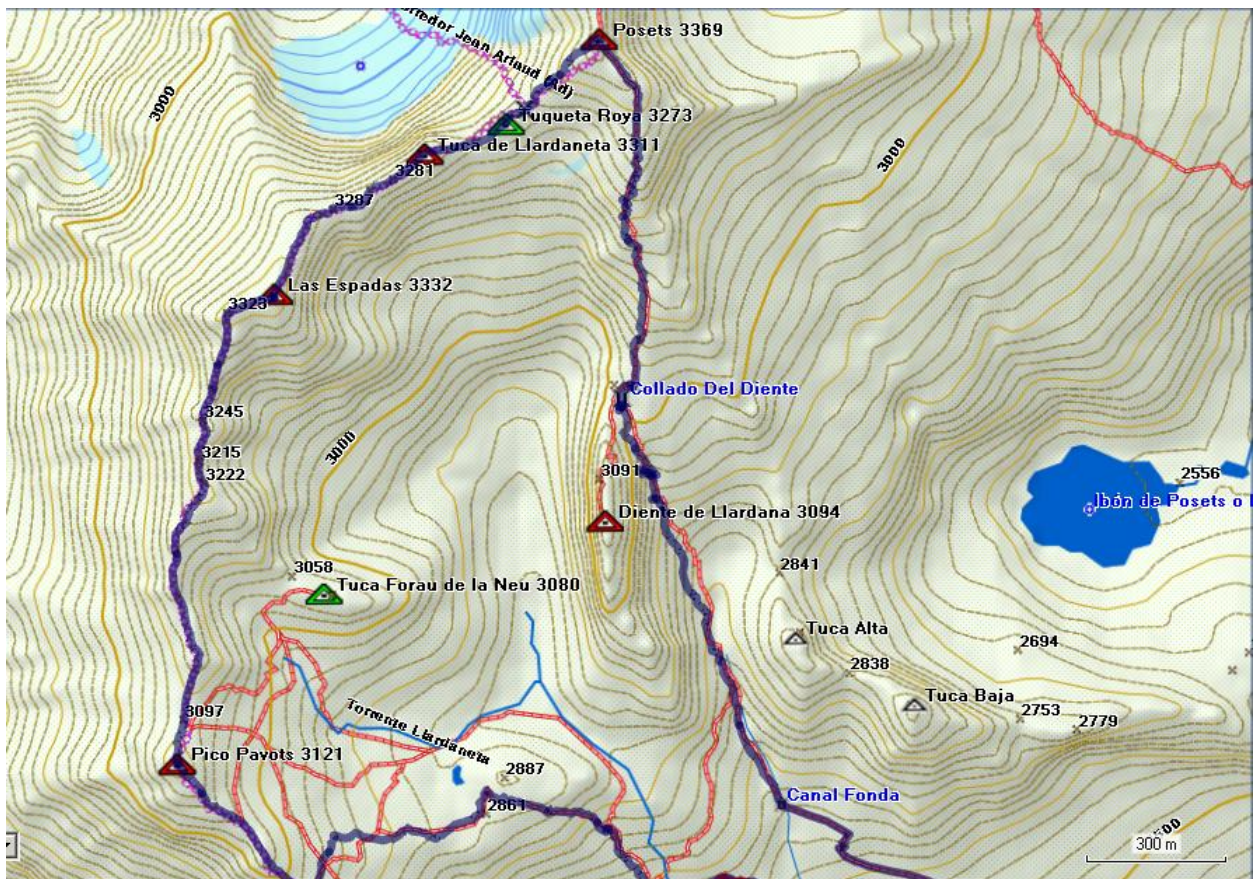 Corredor Jean Arlaud (Ad)
Posets 3369
3000
Tuqueta Roya 3273
Tuca de Llardaneta 3311
3281
3000
3287
Las Espadas 3332
3323
Collado Del Diente
3245
3000
3215
3222
3091
2556
Ibón de Posets o
Diente de Llardana 3094
2841
3058
Tuca Forau de la Neu 3080
Tuca Alta
2694
2838
Tuca Baja
3097
Torrente Llardaneta
2753
2779
Pico Pavots 3121
2887
Canal Fonda
2861
300 m